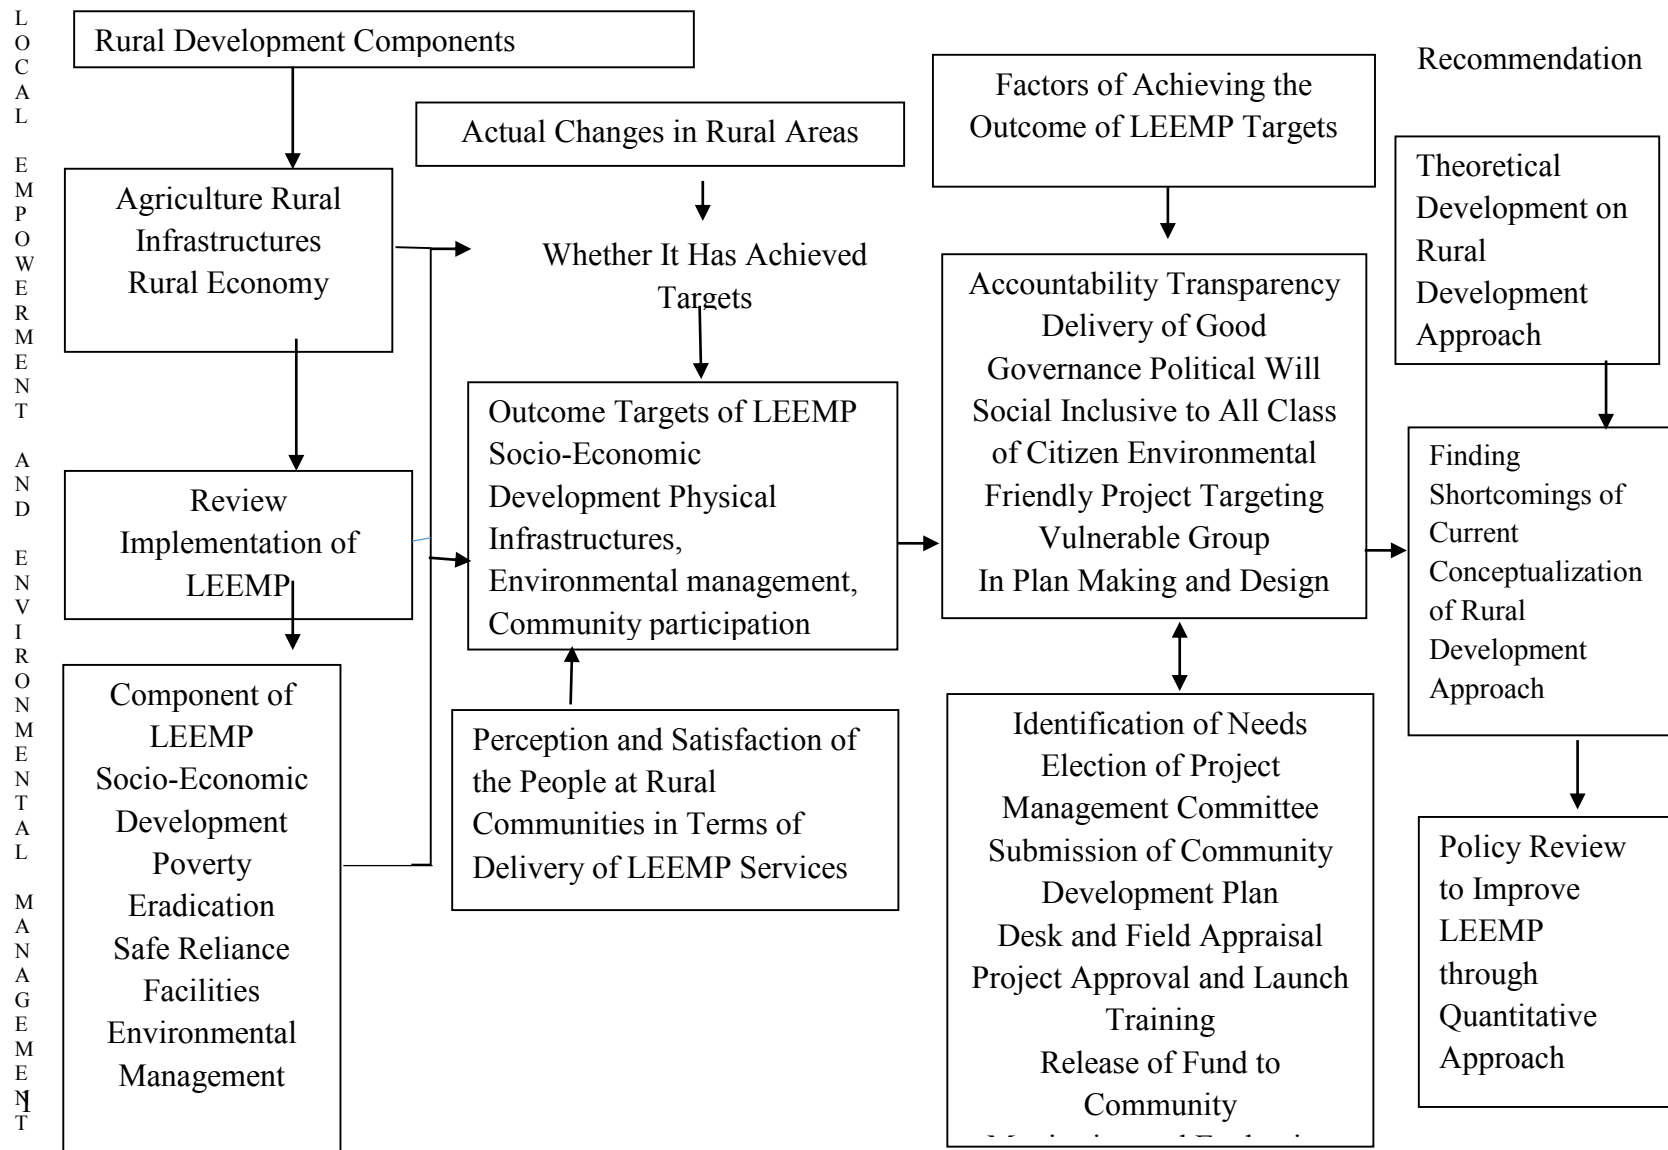 LOCAL EMPOWERMENT AND ENVIRONMENTAL MANAGEMENT
1
Rural Development Components
Agriculture Rural
Infrastructures
Rural Economy
Review
Implementation of
LEEMP
Component of
LEEMP
Socio-Economic
Development
Poverty
Eradication
Safe Reliance
Facilities
Environmental
Management
Actual Changes in Rural Areas
Whether It Has Achieved
Targets
Outcome Targets of LEEMP
Socio-Economic
Development Physical
Infrastructures,
Environmental management,
Community participation
Perception and Satisfaction of
the People at Rural
Communities in Terms of
Delivery of LEEMP Services
Factors of Achieving the
Outcome of LEEMP Targets
Accountability Transparency
Delivery of Good
Governance Political Will
Social Inclusive to All Class
of Citizen Environmental
Friendly Project Targeting
Vulnerable Group
In Plan Making and Design
Identification of Needs
Election of Project
Management Committee
Submission of Community
Development Plan
Desk and Field Appraisal
Project Approval and Launch
Training
Release of Fund to
Community
Recommendation
Theoretical
Development on
Rural
Development
Approach
Finding
Shortcomings of
Current
Conceptualization
of Rural
Development
Approach
Policy Review
to Improve
LEEMP
through
Quantitative
Approach